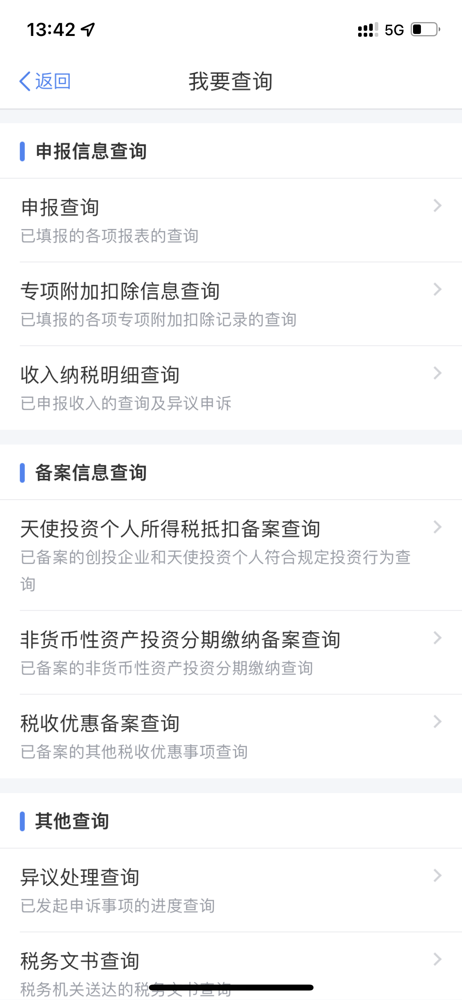 13:42
5G
返回
我要查询
申报信息查询
申报查询
已填报的各项报表的查询
专项附加扣除信息查询
已填报的各项专项附加扣除记录的查询
收入纳税明细查询
已申报收入的查询及异议申诉
备案信息查询
天使投资个人所得税抵扣备案查询
已备案的创投企业和天使投资个人符合规定投资行为查
询
非货币性资产投资分期缴纳备案查询
已备案的非货币性资产投资分期缴纳查询
税收优惠备案查询
已备案的其他税收优惠事项查询
其他查询
异议处理查询
已发起申诉事项的进度查询
税务文书查询
税务机关送达的税务文书查询